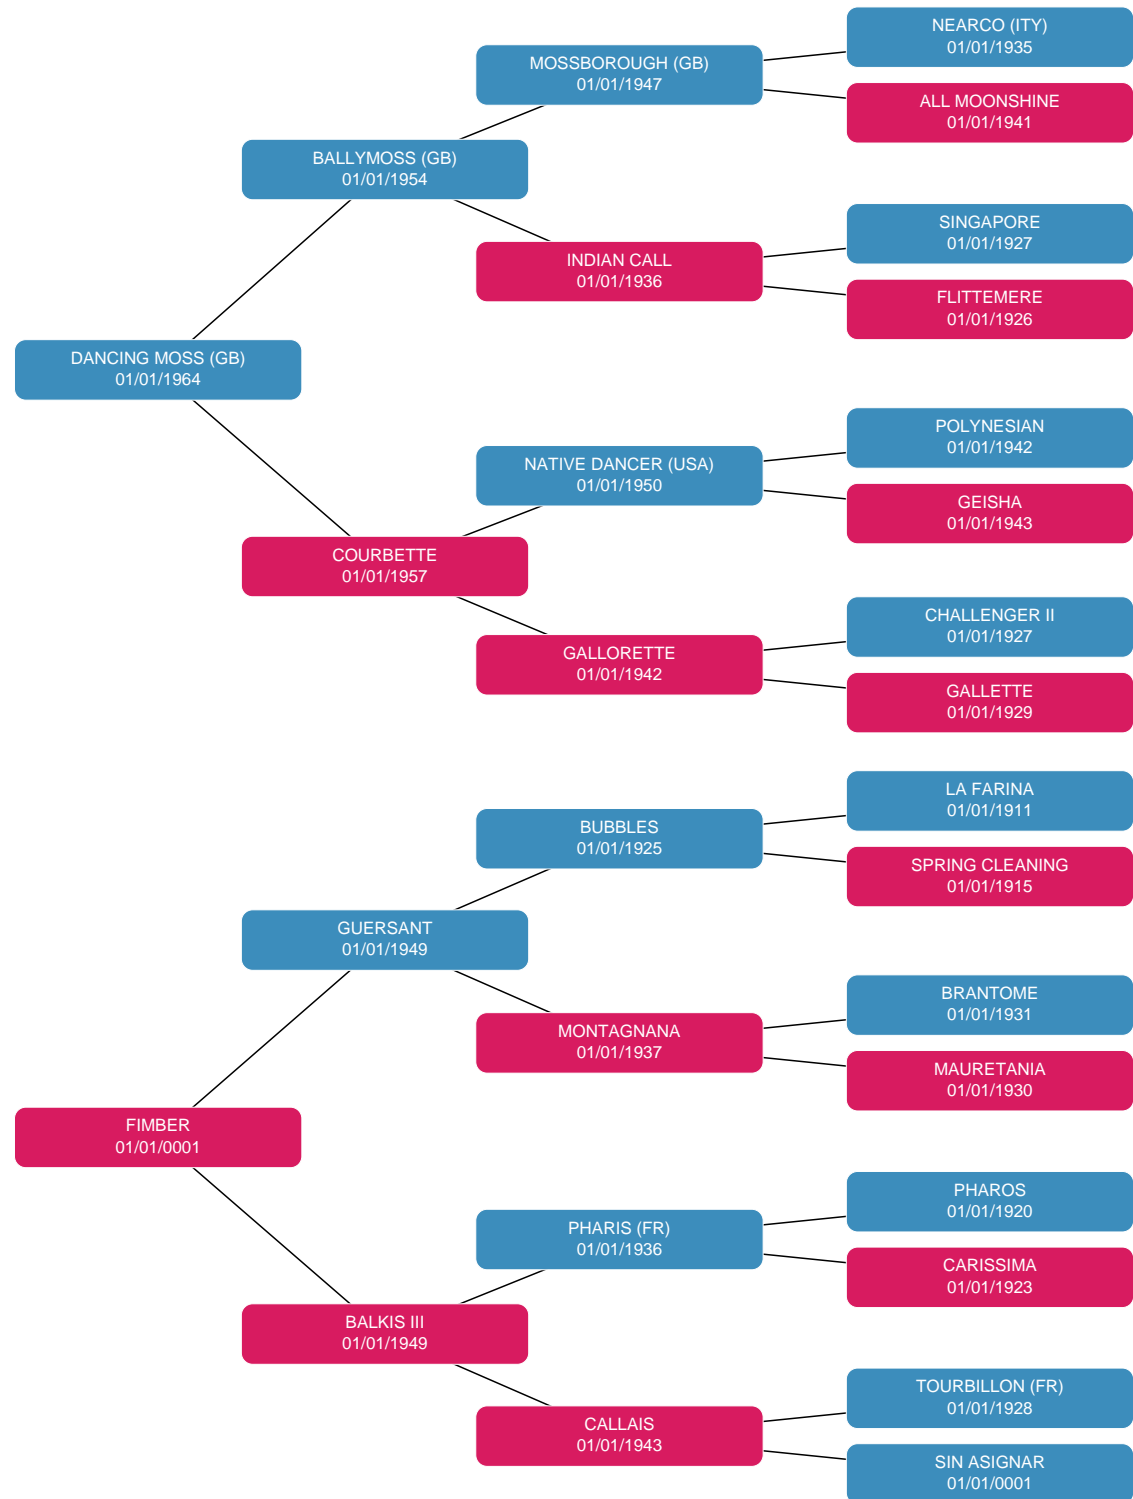 NEARCO (ITY)
01/01/1935
MOSSBOROUGH (GB)
01/01/1947
ALL MOONSHINE
01/01/1941
BALLYMOSS (GB)
01/01/1954
SINGAPORE
01/01/1927
INDIAN CALL
01/01/1936
FLITTEMERE
01/01/1926
DANCING MOSS (GB)
01/01/1964
POLYNESIAN
01/01/1942
NATIVE DANCER (USA)
01/01/1950
GEISHA
01/01/1943
COURBETTE
01/01/1957
CHALLENGER II
01/01/1927
GALLORETTE
01/01/1942
GALLETTE
01/01/1929
LA FARINA
01/01/1911
BUBBLES
01/01/1925
SPRING CLEANING
01/01/1915
GUERSANT
01/01/1949
BRANTOME
01/01/1931
MONTAGNANA
01/01/1937
MAURETANIA
01/01/1930
FIMBER
01/01/0001
PHAROS
01/01/1920
PHARIS (FR)
01/01/1936
CARISSIMA
01/01/1923
BALKIS III
01/01/1949
TOURBILLON (FR)
01/01/1928
CALLAIS
01/01/1943
SIN ASIGNAR
01/01/0001